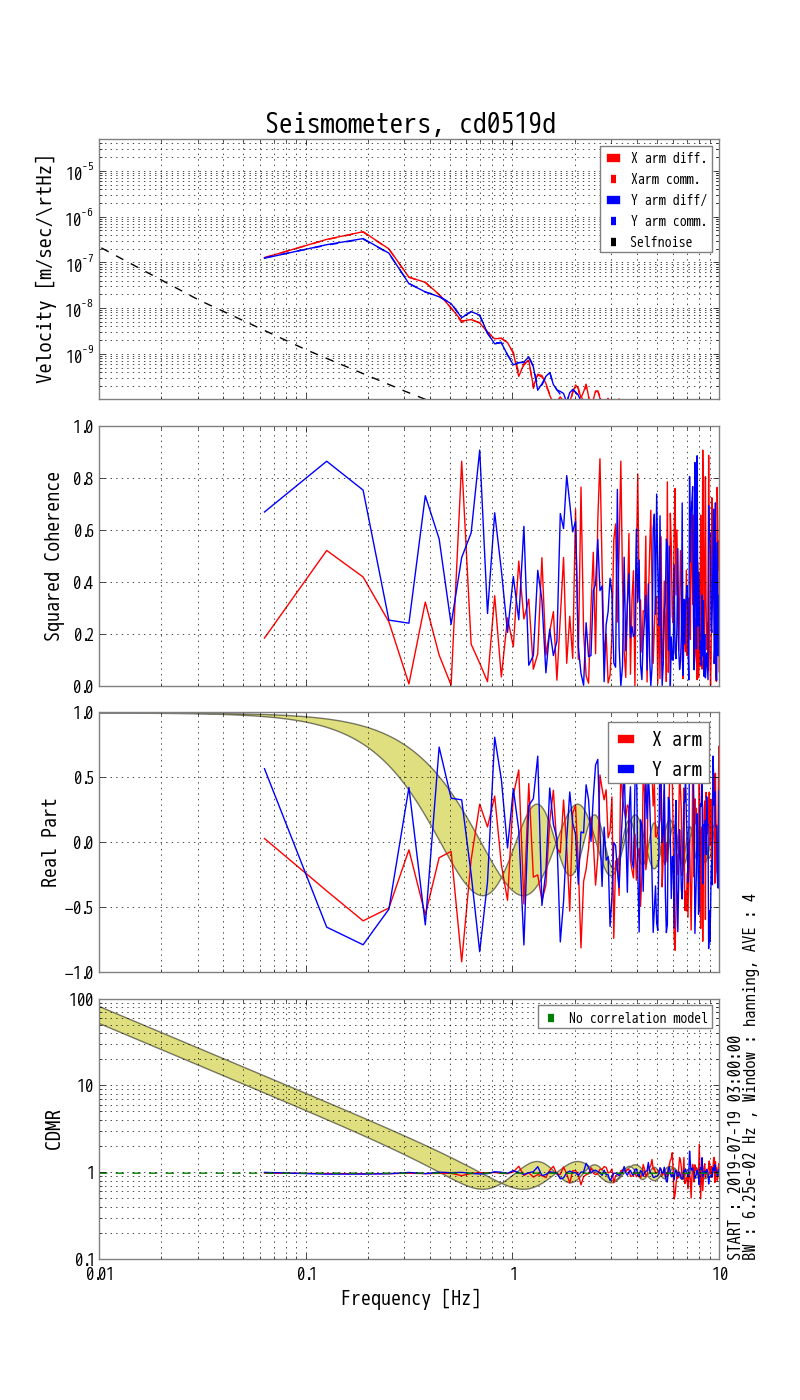 Seismometers, cd0519d
Velocity [m/sec/\rtHz]
10^-5
10^-6
10^-7
10^-8
10^-9
X arm diff.
Xarm comm.
Y arm diff/
Y arm comm.
Selfnoise
Squared Coherence
1.0
0.8
0.6
0.4
0.2
0.0
Real Part
1.0
0.5
0.0
−0.5
−1.0
X arm
Y arm
CDMR
100
10
1
0.1
No correlation model
0.01
0.1
1
10
Frequency [Hz]
START : 2019-07-19 03:00:00
BW : 6.25e-02 Hz , Window : hanning, AVE : 4